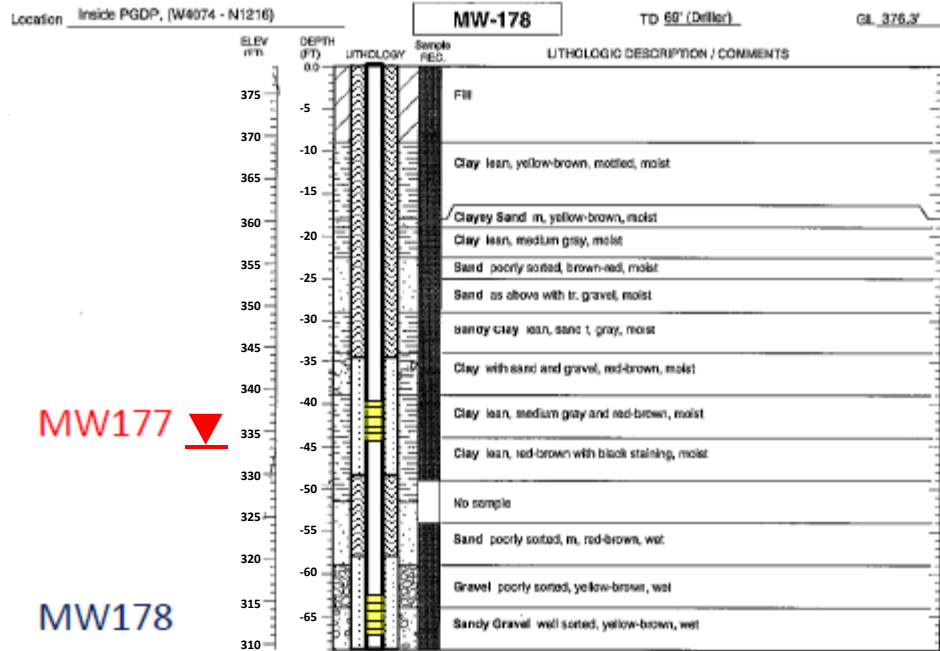 Location Inside PGDP, (W4074 - N1216) MW-178 TD 69' (Driller) GL 376.3'
ELEV DEPTH (FT) LITHOLOGY Sample REC. LITHOLOGIC DESCRIPTION / COMMENTS
0.0
375 Fill
-5
370
-10
Clay lean, yellow-brown, mottled, moist
365
-15
360 Clayey Sand m, yellow-brown, moist
-20 Clay lean, medium gray, moist
355 Sand poorly sorted, brown-red, moist
-25
Sand as above with tr. gravel, moist
350
-30
345 Sandy Clay lean, sand f, gray, moist
-35
Clay with sand and gravel, red-brown, moist
340
-40
MW177 Clay lean, medium gray and red-brown, moist
335
-45
Clay lean, red-brown with black staining, moist
330
-50
No sample
325
-55
Sand poorly sorted, m, red-brown, wet
320
-60
Gravel poorly sorted, yellow-brown, wet
315
MW178 -65
Sandy Gravel well sorted, yellow-brown, wet
310